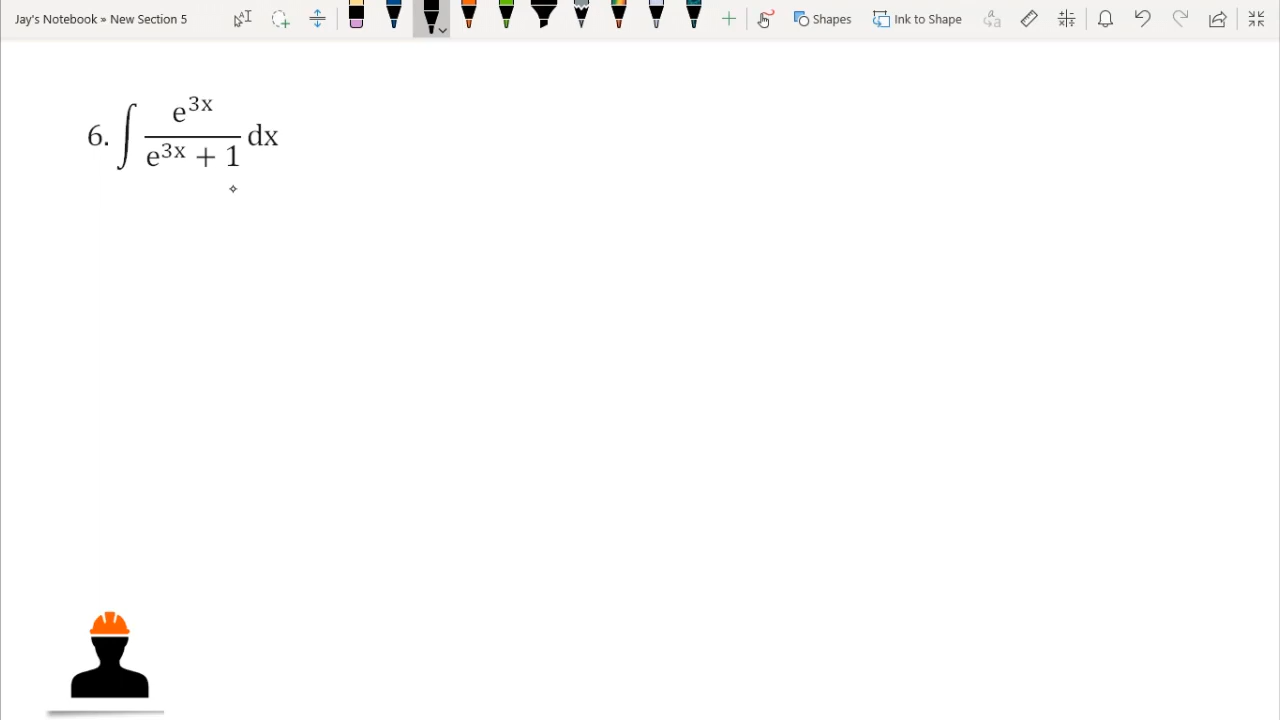 Jay's Notebook » New Section 5
Shapes
Ink to Shape
6. ∫ e^{3x} / (e^{3x} + 1) dx